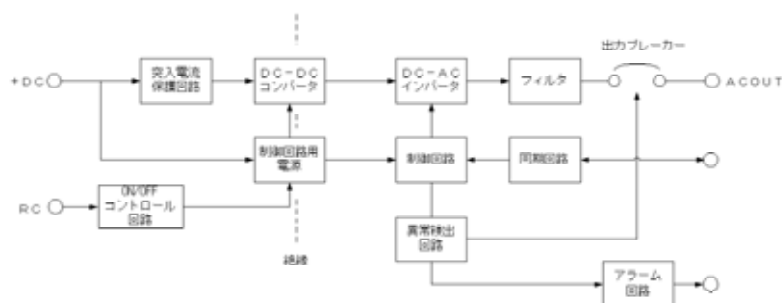 出力ブレーカー
+DC
突入電流
保護回路
DC-DC
コンバータ
DC-AC
インバータ
フィルタ
ACOUT
制御回路用
電源
制御回路
同期回路
RC
ON/OFF
コントロール
回路
異常検出
回路
絶縁
アラーム
回路